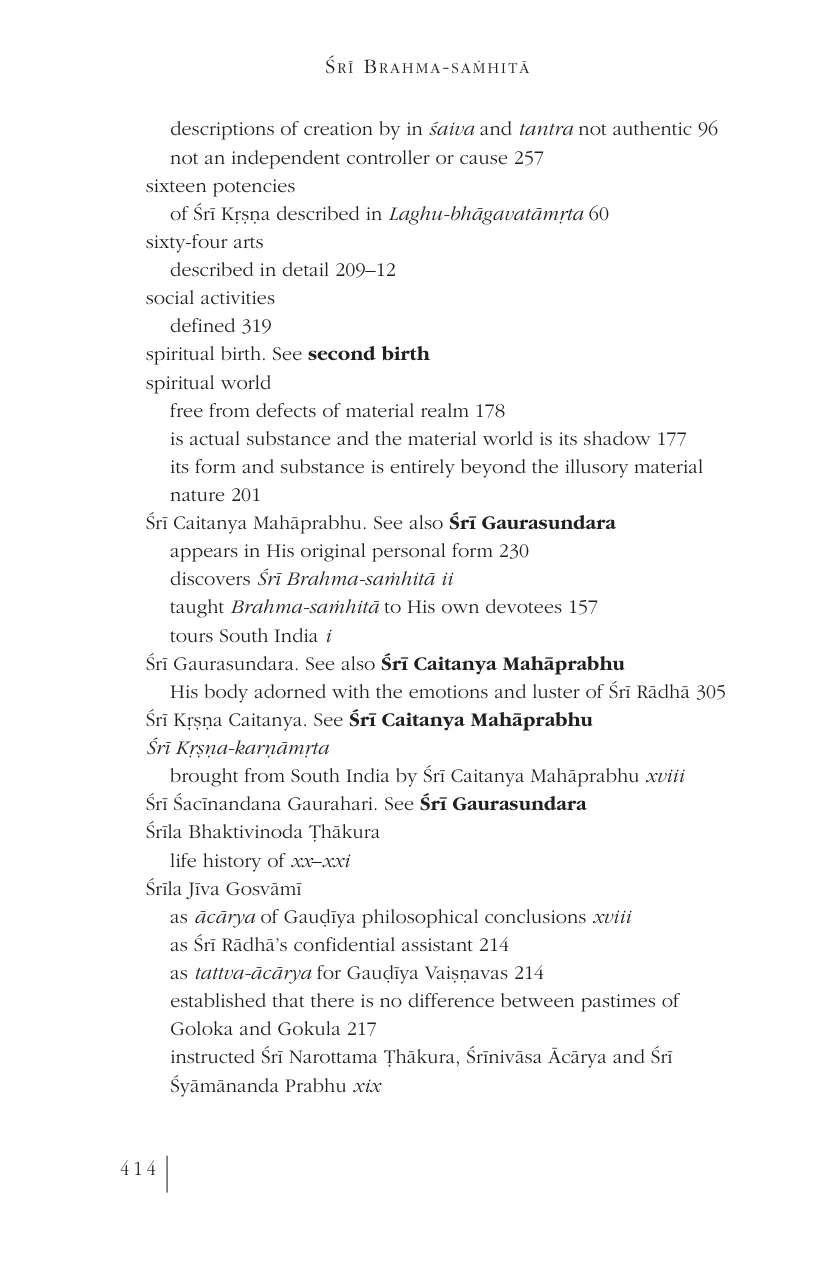 ŚRĪ BRAHMA-SAṀHITĀ
descriptions of creation by in śaiva and tantra not authentic 96
not an independent controller or cause 257
sixteen potencies
of Śrī Kṛṣṇa described in Laghu-bhāgavatāmṛta 60
sixty-four arts
described in detail 209–12
social activities
defined 319
spiritual birth. See second birth
spiritual world
free from defects of material realm 178
is actual substance and the material world is its shadow 177
its form and substance is entirely beyond the illusory material
nature 201
Śrī Caitanya Mahāprabhu. See also Śrī Gaurasundara
appears in His original personal form 230
discovers Śrī Brahma-saṁhitā ii
taught Brahma-saṁhitā to His own devotees 157
tours South India i
Śrī Gaurasundara. See also Śrī Caitanya Mahāprabhu
His body adorned with the emotions and luster of Śrī Rādhā 305
Śrī Kṛṣṇa Caitanya. See Śrī Caitanya Mahāprabhu
Śrī Kṛṣṇa-karṇāmṛta
brought from South India by Śrī Caitanya Mahāprabhu xviii
Śrī Śacīnandana Gaurahari. See Śrī Gaurasundara
Śrīla Bhaktivinoda Ṭhākura
life history of xx–xxi
Śrīla Jīva Gosvāmī
as ācārya of Gauḍīya philosophical conclusions xviii
as Śrī Rādhā’s confidential assistant 214
as tattva-ācārya for Gauḍīya Vaiṣṇavas 214
established that there is no difference between pastimes of
Goloka and Gokula 217
instructed Śrī Narottama Ṭhākura, Śrīnivāsa Ācārya and Śrī
Śyāmānanda Prabhu xix
414